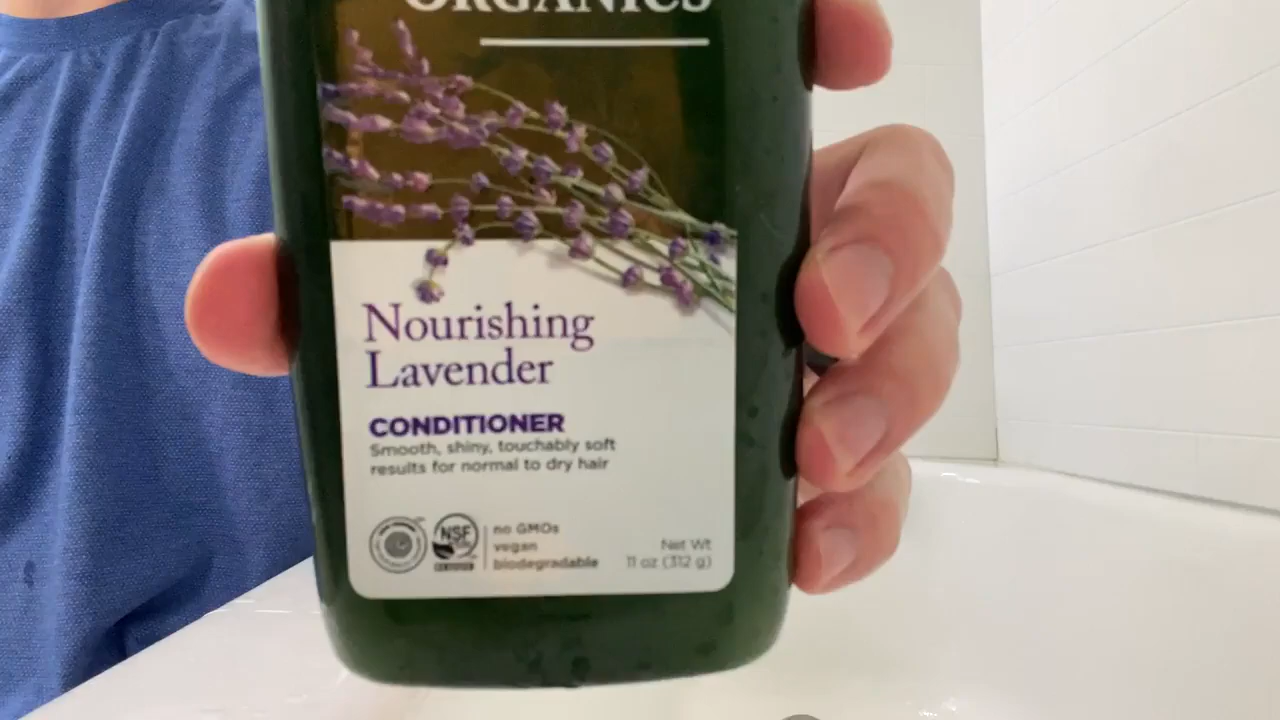 ORGANICS
Nourishing
Lavender
CONDITIONER
Smooth, shiny, touchably soft
results for normal to dry hair
NSF
no GMOs
vegan
biodegradable
Net Wt
11 oz (312 g)